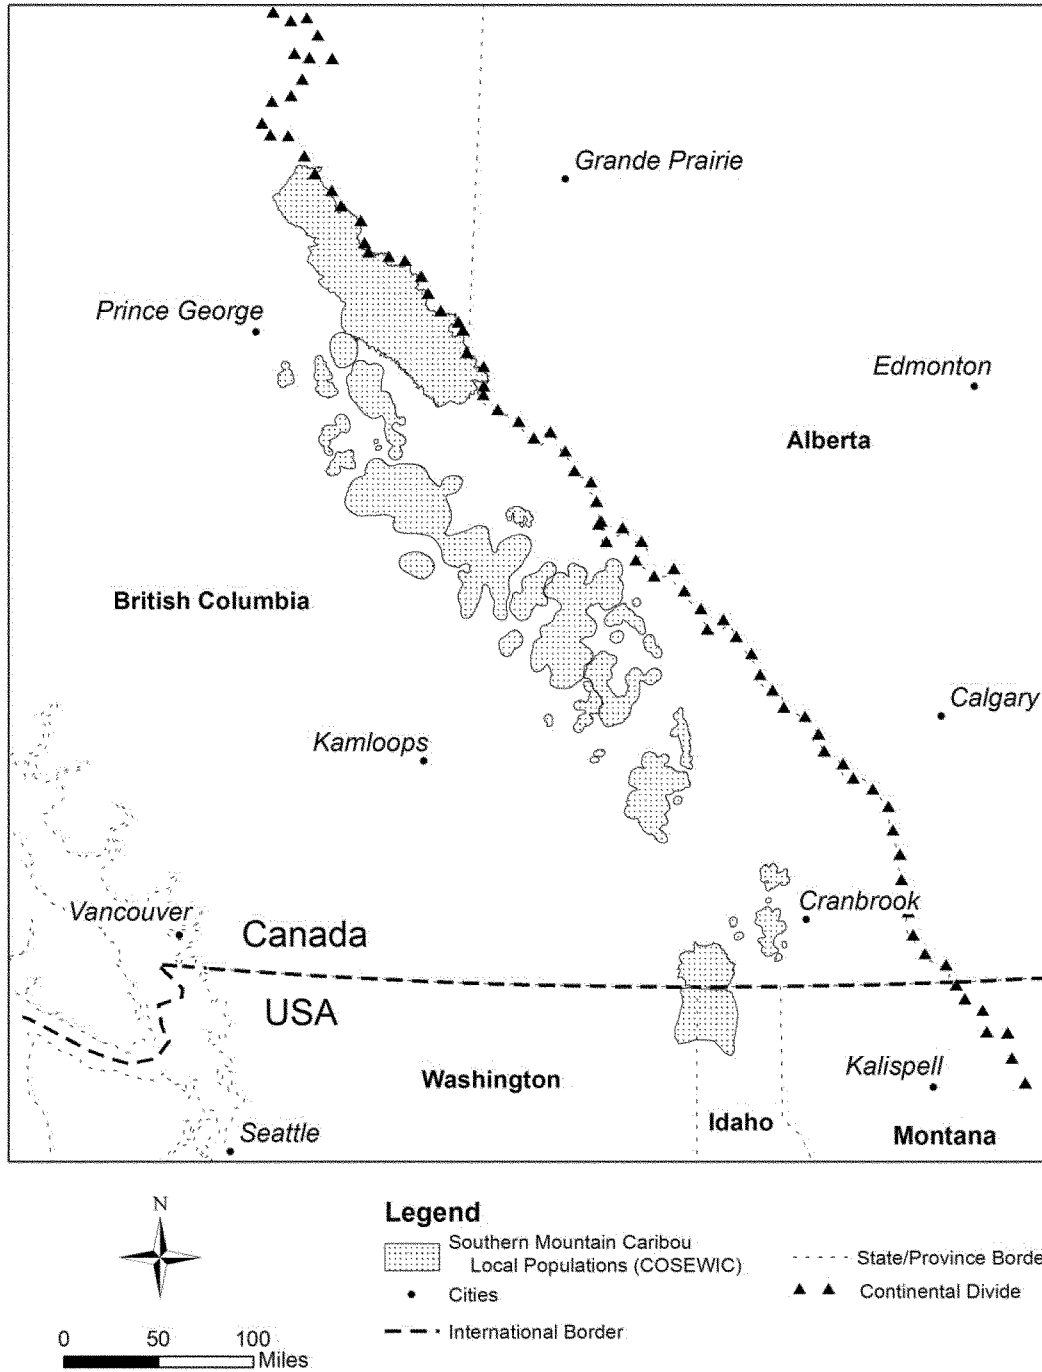 Grande Prairie
Prince George
Edmonton
Alberta
British Columbia
Calgary
Kamloops
Cranbrook
Vancouver
Canada
USA
Kalispell
Washington
Idaho
Montana
Seattle
N
Legend
Southern Mountain Caribou
Local Populations (COSEWIC)
State/Province Borde
Cities
Continental Divide
International Border
0 50 100
Miles